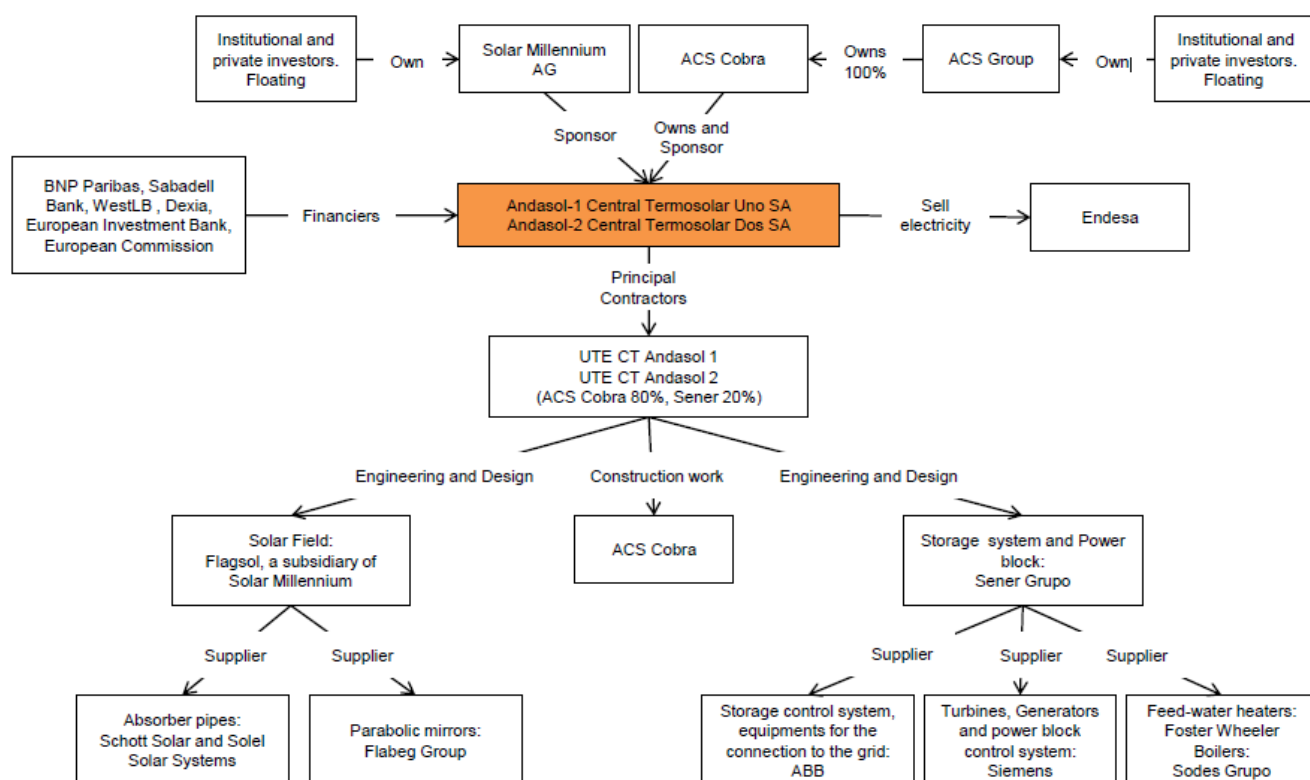 Institutional and
private investors.
Floating
Own
Solar Millennium
AG
ACS Cobra
Owns
100%
ACS Group
Own
Institutional and
private investors.
Floating
Sponsor
Owns and
Sponsor
BNP Paribas, Sabadell
Bank, WestLB , Dexia,
European Investment Bank,
European Commission
Financiers
Andasol-1 Central Termosolar Uno SA
Andasol-2 Central Termosolar Dos SA
Sell
electricity
Endesa
Principal
Contractors
UTE CT Andasol 1
UTE CT Andasol 2
(ACS Cobra 80%, Sener 20%)
Engineering and Design
Construction work
Engineering and Design
Solar Field:
Flagsol, a subsidiary of
Solar Millennium
ACS Cobra
Storage system and Power
block:
Sener Grupo
Supplier
Supplier
Supplier
Supplier
Supplier
Absorber pipes:
Schott Solar and Solel
Solar Systems
Parabolic mirrors:
Flabeg Group
Storage control system,
equipments for the
connection to the grid:
ABB
Turbines, Generators
and power block
control system:
Siemens
Feed-water heaters:
Foster Wheeler
Boilers:
Sodes Grupo